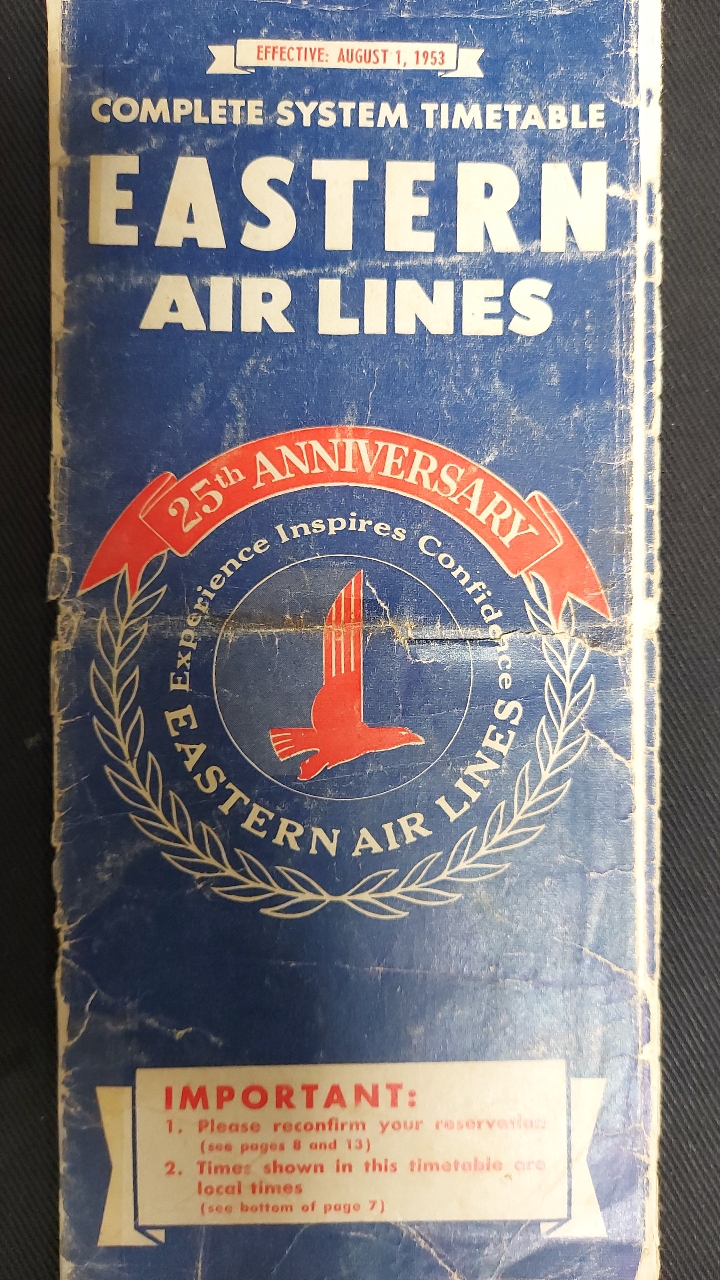 EFFECTIVE: AUGUST 1, 1953
COMPLETE SYSTEM TIMETABLE
EASTERN
AIR LINES
25th ANNIVERSARY
Experience Inspires Confidence
EASTERN AIR LINES
IMPORTANT:
1. Please reconfirm your reservation
(see pages 8 and 13)
2. Times shown in this timetable are
local times
(see bottom of page 7)